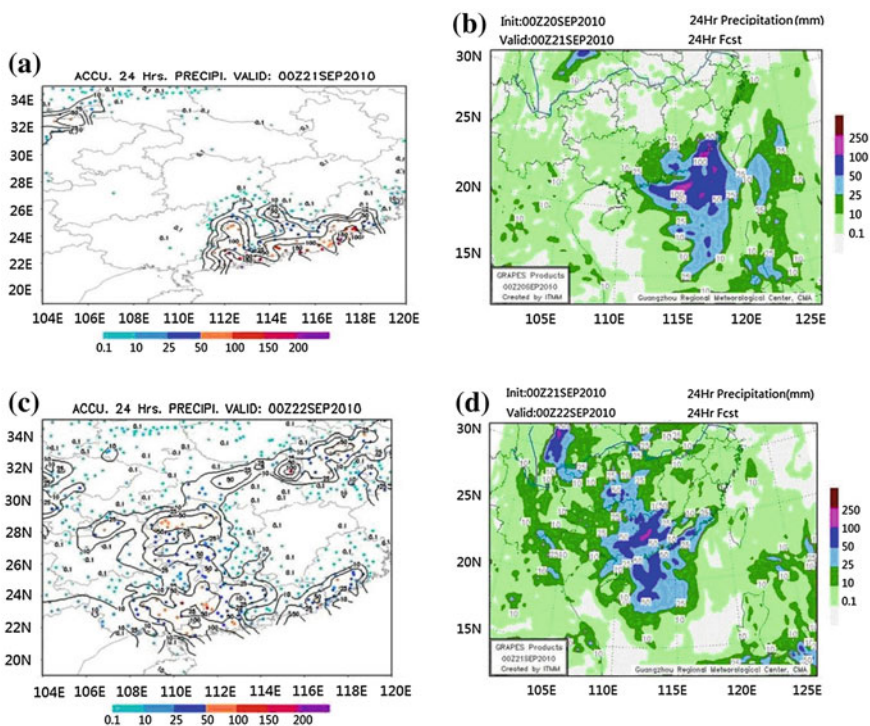 (a)
ACCU. 24 Hrs. PRECIPI. VALID: 00Z21SEP2010
34E
32E
30E
28E
26E
24E
22E
20E
104E 106E 108E 110E 112E 114E 116E 118E 120E
0.1 10 25 50 100 150 200
(b)
Init:00Z20SEP2010 24Hr Precipitation(mm)
Valid:00Z21SEP2010 24Hr Fcst
30N
25N
20N
15N
GRAPES Products
00Z20SEP2010
Created by ITMM
Guangzhou Regional Meteorological Center, CMA
105E 110E 115E 120E 125E
250
100
50
25
10
0.1
(c)
ACCU. 24 Hrs. PRECIPI. VALID: 00Z22SEP2010
34N
32N
30N
28N
26N
24N
22N
20N
104E 106E 108E 110E 112E 114E 116E 118E 120E
0.1 10 25 50 100 150 200
(d)
Init:00Z21SEP2010 24Hr Precipitation(mm)
Valid:00Z22SEP2010 24Hr Fcst
30N
25N
20N
15N
GRAPES Products
00Z21SEP2010
Created by ITMM
Guangzhou Regional Meteorological Center, CMA
105E 110E 115E 120E 125E
250
100
50
25
10
0.1